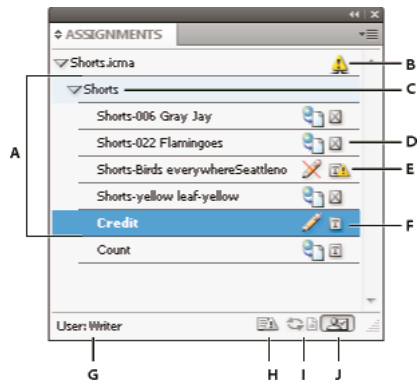 ASSIGNMENTS
Shorts.icma
B
Shorts
C
A
Shorts-006 Gray Jay
Shorts-022 Flamingoes
D
Shorts-Birds everywhereSeattleno
E
Shorts-yellow leaf-yellow
Credit
F
Count
User: Writer
G
H
I
J